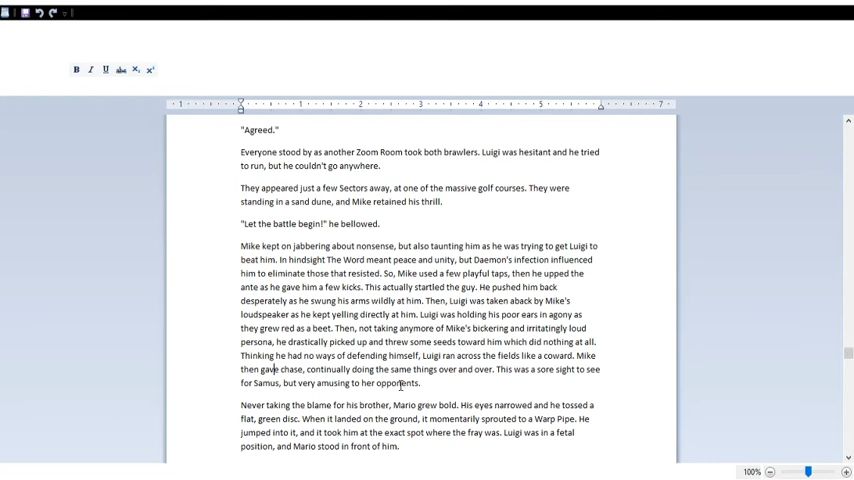 B I U abc X₂ X²
1 1 2 3 4 5 7
"Agreed."
Everyone stood by as another Zoom Room took both brawlers. Luigi was hesitant and he tried
to run, but he couldn't go anywhere.
They appeared just a few Sectors away, at one of the massive golf courses. They were
standing in a sand dune, and Mike retained his thrill.
"Let the battle begin!" he bellowed.
Mike kept on jabbering about nonsense, but also taunting him as he was trying to get Luigi to
beat him. In hindsight The Word meant peace and unity, but Daemon's infection influenced
him to eliminate those that resisted. So, Mike used a few playful taps, then he upped the
ante as he gave him a few kicks. This actually startled the guy. He pushed him back
desperately as he swung his arms wildly at him. Then, Luigi was taken aback by Mike's
loudspeaker as he kept yelling directly at him. Luigi was holding his poor ears in agony as
they grew red as a beet. Then, not taking anymore of Mike's bickering and irritatingly loud
persona, he drastically picked up and threw some seeds toward him which did nothing at all.
Thinking he had no ways of defending himself, Luigi ran across the fields like a coward. Mike
then gave chase, continually doing the same things over and over. This was a sore sight to see
for Samus, but very amusing to her opponents.
Never taking the blame for his brother, Mario grew bold. His eyes narrowed and he tossed a
flat, green disc. When it landed on the ground, it momentarily sprouted to a Warp Pipe. He
jumped into it, and it took him at the exact spot where the fray was. Luigi was in a fetal
position, and Mario stood in front of him.
100%